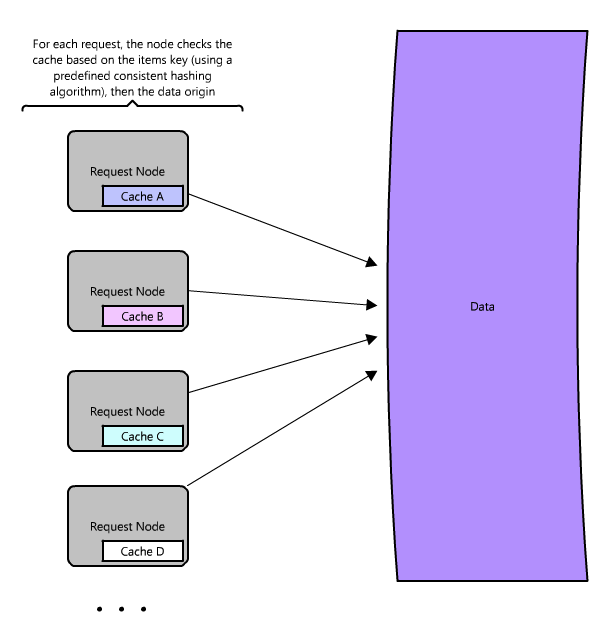 For each request, the node checks the
cache based on the items key (using a
predefined consistent hashing
algorithm), then the data origin
Request Node
Cache A
Request Node
Cache B
Request Node
Cache C
Request Node
Cache D
Data
. . .